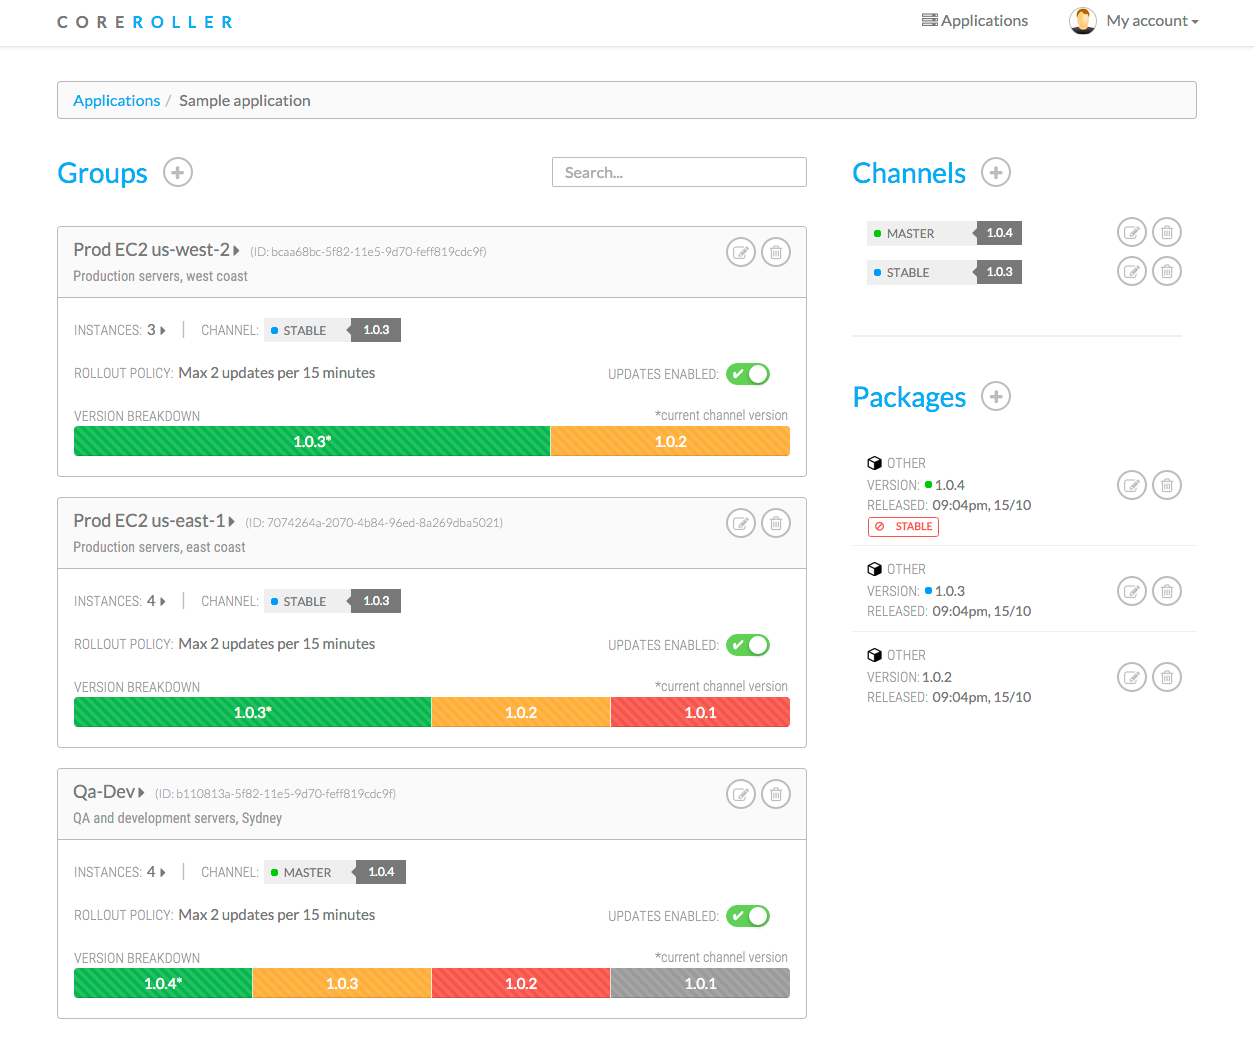 COREROLLER
Applications
My account
Applications / Sample application
Groups
Search...
Prod EC2 us-west-2 (ID: bcaa68bc-5f82-11e5-9d70-feff819cdc9f)
Production servers, west coast
INSTANCES: 3 | CHANNEL: STABLE 1.0.3
ROLLOUT POLICY: Max 2 updates per 15 minutes
UPDATES ENABLED:
VERSION BREAKDOWN
*current channel version
1.0.3* 1.0.2
Prod EC2 us-east-1 (ID: 7074264a-2070-4b84-96ed-8a269dba5021)
Production servers, east coast
INSTANCES: 4 | CHANNEL: STABLE 1.0.3
ROLLOUT POLICY: Max 2 updates per 15 minutes
UPDATES ENABLED:
VERSION BREAKDOWN
*current channel version
1.0.3* 1.0.2 1.0.1
Qa-Dev (ID: b110813a-5f82-11e5-9d70-feff819cdc9f)
QA and development servers, Sydney
INSTANCES: 4 | CHANNEL: MASTER 1.0.4
ROLLOUT POLICY: Max 2 updates per 15 minutes
UPDATES ENABLED:
VERSION BREAKDOWN
*current channel version
1.0.4* 1.0.3 1.0.2 1.0.1
Channels
MASTER 1.0.4
STABLE 1.0.3
Packages
OTHER
VERSION: 1.0.4
RELEASED: 09:04pm, 15/10
STABLE
OTHER
VERSION: 1.0.3
RELEASED: 09:04pm, 15/10
OTHER
VERSION: 1.0.2
RELEASED: 09:04pm, 15/10